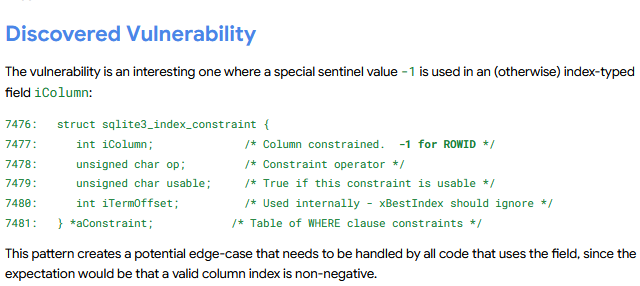 Discovered Vulnerability
The vulnerability is an interesting one where a special sentinel value -1 is used in an (otherwise) index-typed
field iColumn:
7476: struct sqlite3_index_constraint {
7477: int iColumn; /* Column constrained. -1 for ROWID */
7478: unsigned char op; /* Constraint operator */
7479: unsigned char usable; /* True if this constraint is usable */
7480: int iTermOffset; /* Used internally - xBestIndex should ignore */
7481: } *aConstraint; /* Table of WHERE clause constraints */
This pattern creates a potential edge-case that needs to be handled by all code that uses the field, since the
expectation would be that a valid column index is non-negative.